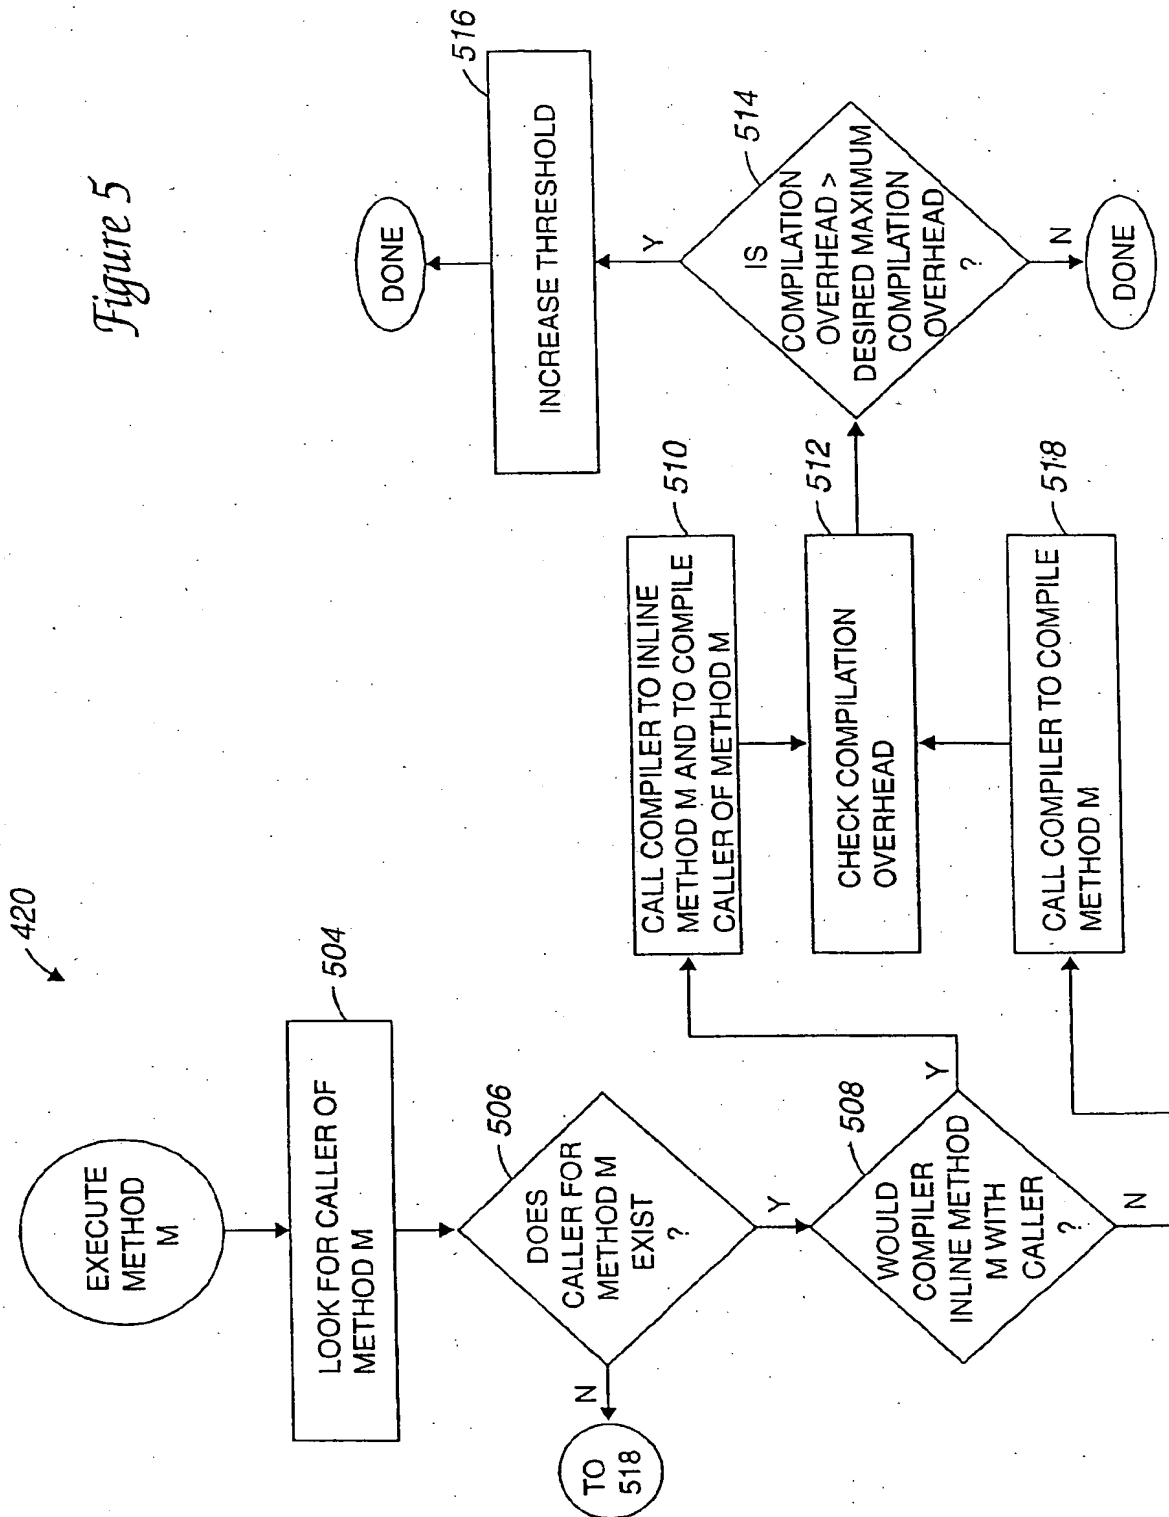 Figure 5
420
EXECUTE
METHOD
M
504
LOOK FOR CALLER OF
METHOD M
506
DOES
CALLER FOR
METHOD M
EXIST
?
N
TO
518
Y
508
WOULD
COMPILER
INLINE METHOD
M WITH
CALLER
?
Y
N
510
CALL COMPILER TO INLINE
METHOD M AND TO COMPILE
CALLER OF METHOD M
512
CHECK COMPILATION
OVERHEAD
518
CALL COMPILER TO COMPILE
METHOD M
514
IS
COMPILATION
OVERHEAD >
DESIRED MAXIMUM
COMPILATION
OVERHEAD
?
Y
N
516
INCREASE THRESHOLD
DONE
DONE